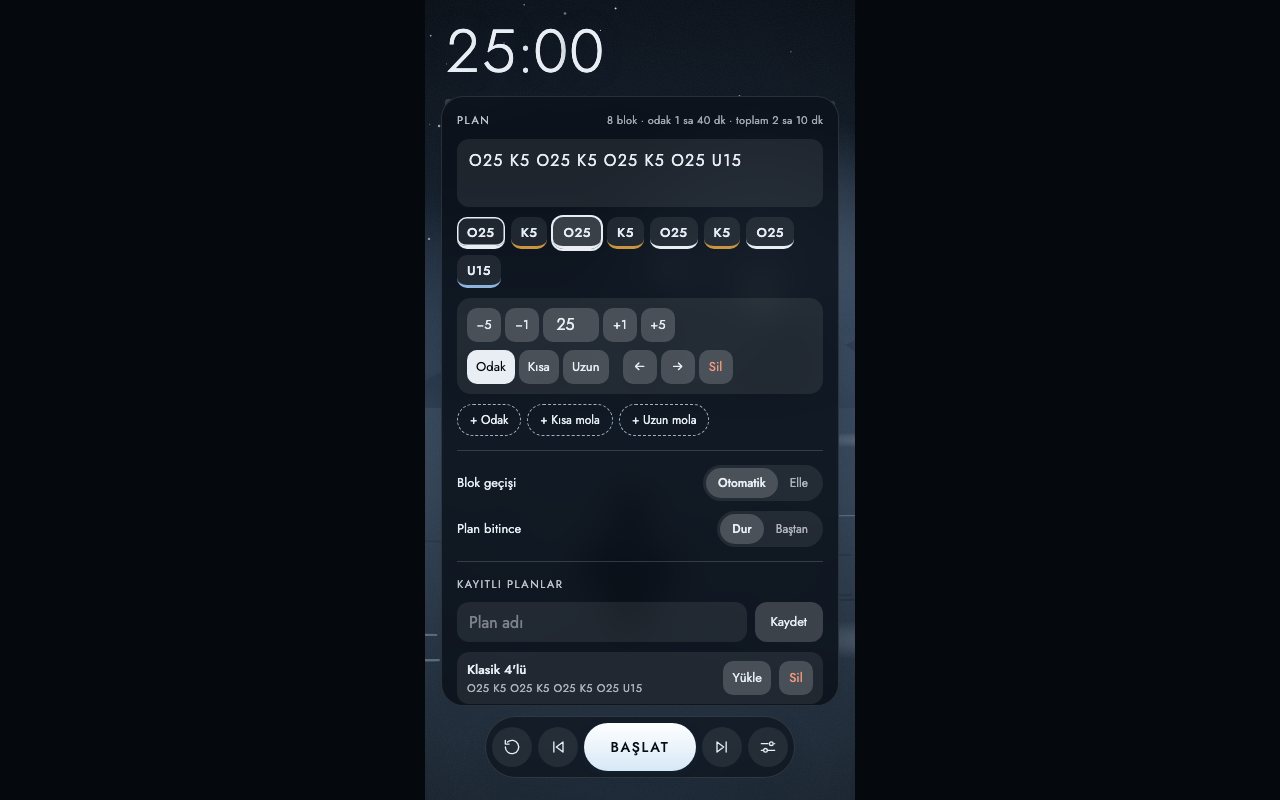 25:00
PLAN
8 blok · odak 1 sa 40 dk · toplam 2 sa 10 dk
O25 K5 O25 K5 O25 K5 O25 U15
O25 K5 O25 K5 O25 K5 O25
U15
−5 −1 25 +1 +5
Odak Kısa Uzun ← → Sil
+ Odak + Kısa mola + Uzun mola
Blok geçişi Otomatik Elle
Plan bitince Dur Baştan
KAYITLI PLANLAR
Plan adı Kaydet
Klasik 4'lü Yükle Sil
O25 K5 O25 K5 O25 K5 O25 U15
BAŞLAT